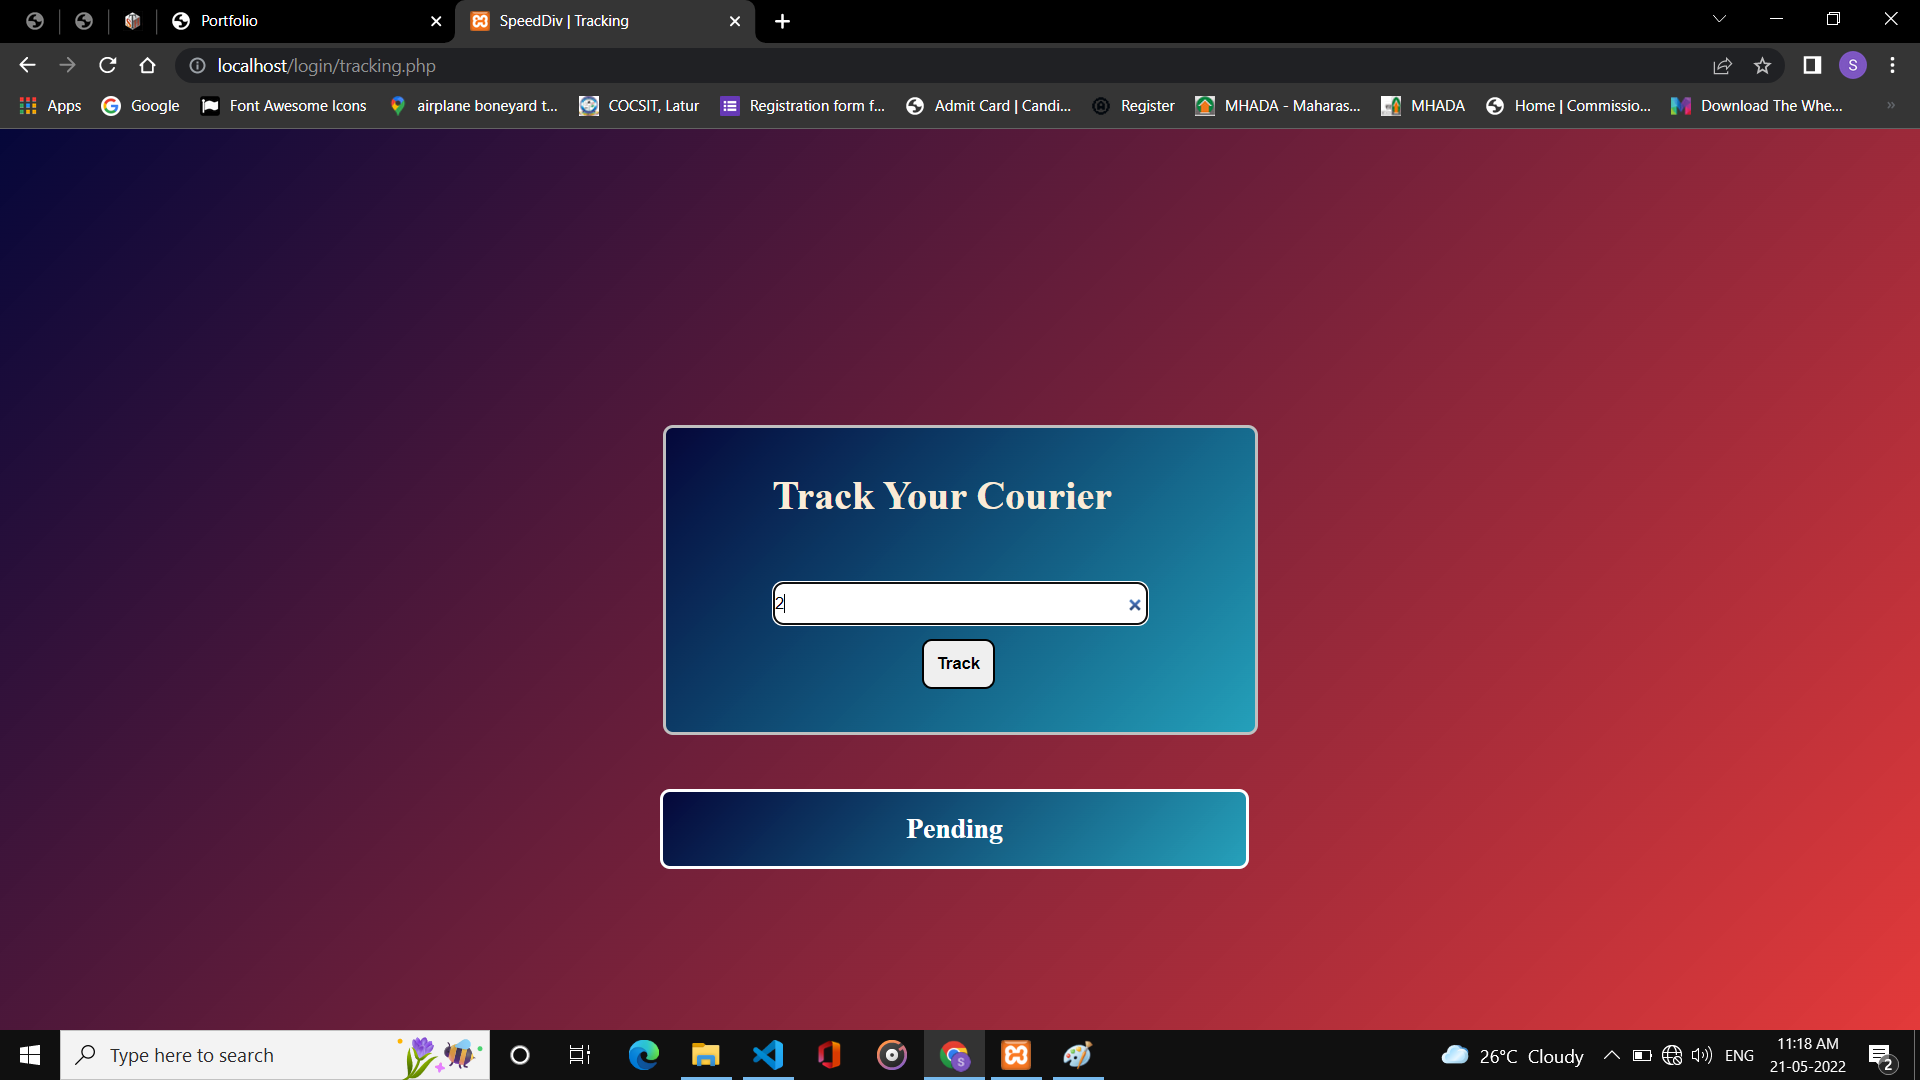 Portfolio
SpeedDiv | Tracking
localhost/login/tracking.php
S
Apps
Google
Font Awesome Icons
airplane boneyard t...
COCSIT, Latur
Registration form f...
Admit Card | Candi...
Register
MHADA - Maharas...
MHADA
Home | Commissio...
Download The Whe...
»
Track Your Courier
2
Track
Pending
Type here to search
S
26°C Cloudy
ENG
11:18 AM
21-05-2022
2